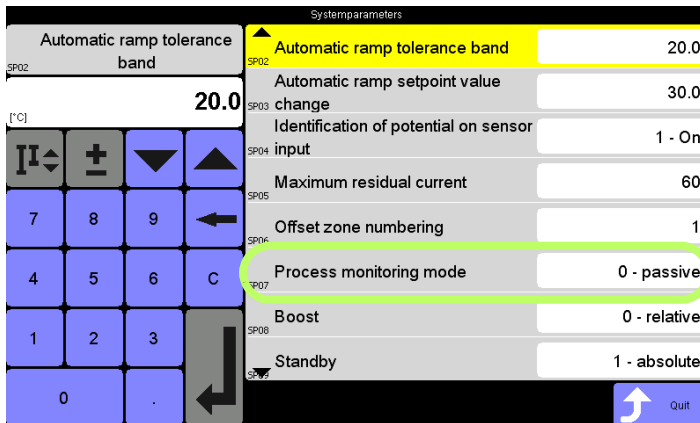 Systemparameters
Automatic ramp tolerance
band
SP02
20.0
[°C]
7 8 9
4 5 6 C
1 2 3
0 .
Automatic ramp tolerance band 20.0
SP02
Automatic ramp setpoint value
SP03 change 30.0
Identification of potential on sensor
SP04 input 1 - On
Maximum residual current 60
SP05
Offset zone numbering 1
SP06
Process monitoring mode 0 - passive
SP07
Boost 0 - relative
SP08
Standby 1 - absolute
SP09
Quit